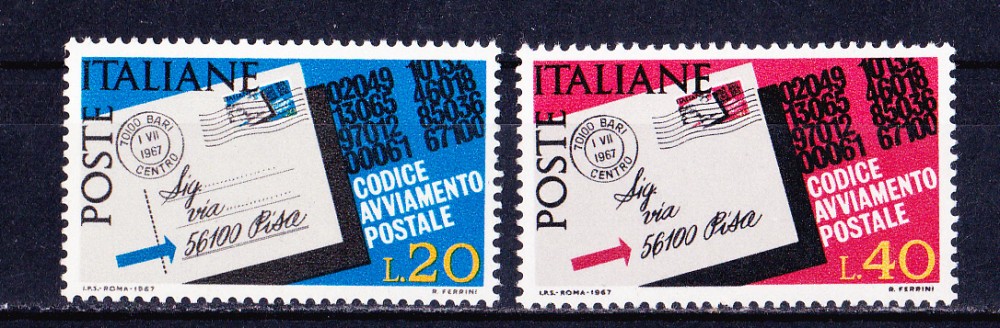 POSTE ITALIANE
70100 BARI
1 VII
1967
CENTRO
02049
13065
97012
00061
10132
46018
85036
67100
Sig.
via
56100 Pisa
CODICE
AVVIAMENTO
POSTALE
L.20
I.P.S.-ROMA-1967
R. FERRINI
POSTE ITALIANE
70100 BARI
1 VII
1967
CENTRO
02049
13065
97012
00061
10132
46018
85036
67100
Sig.
via
56100 Pisa
CODICE
AVVIAMENTO
POSTALE
L.40
I.P.S.-ROMA-1967
R. FERRINI